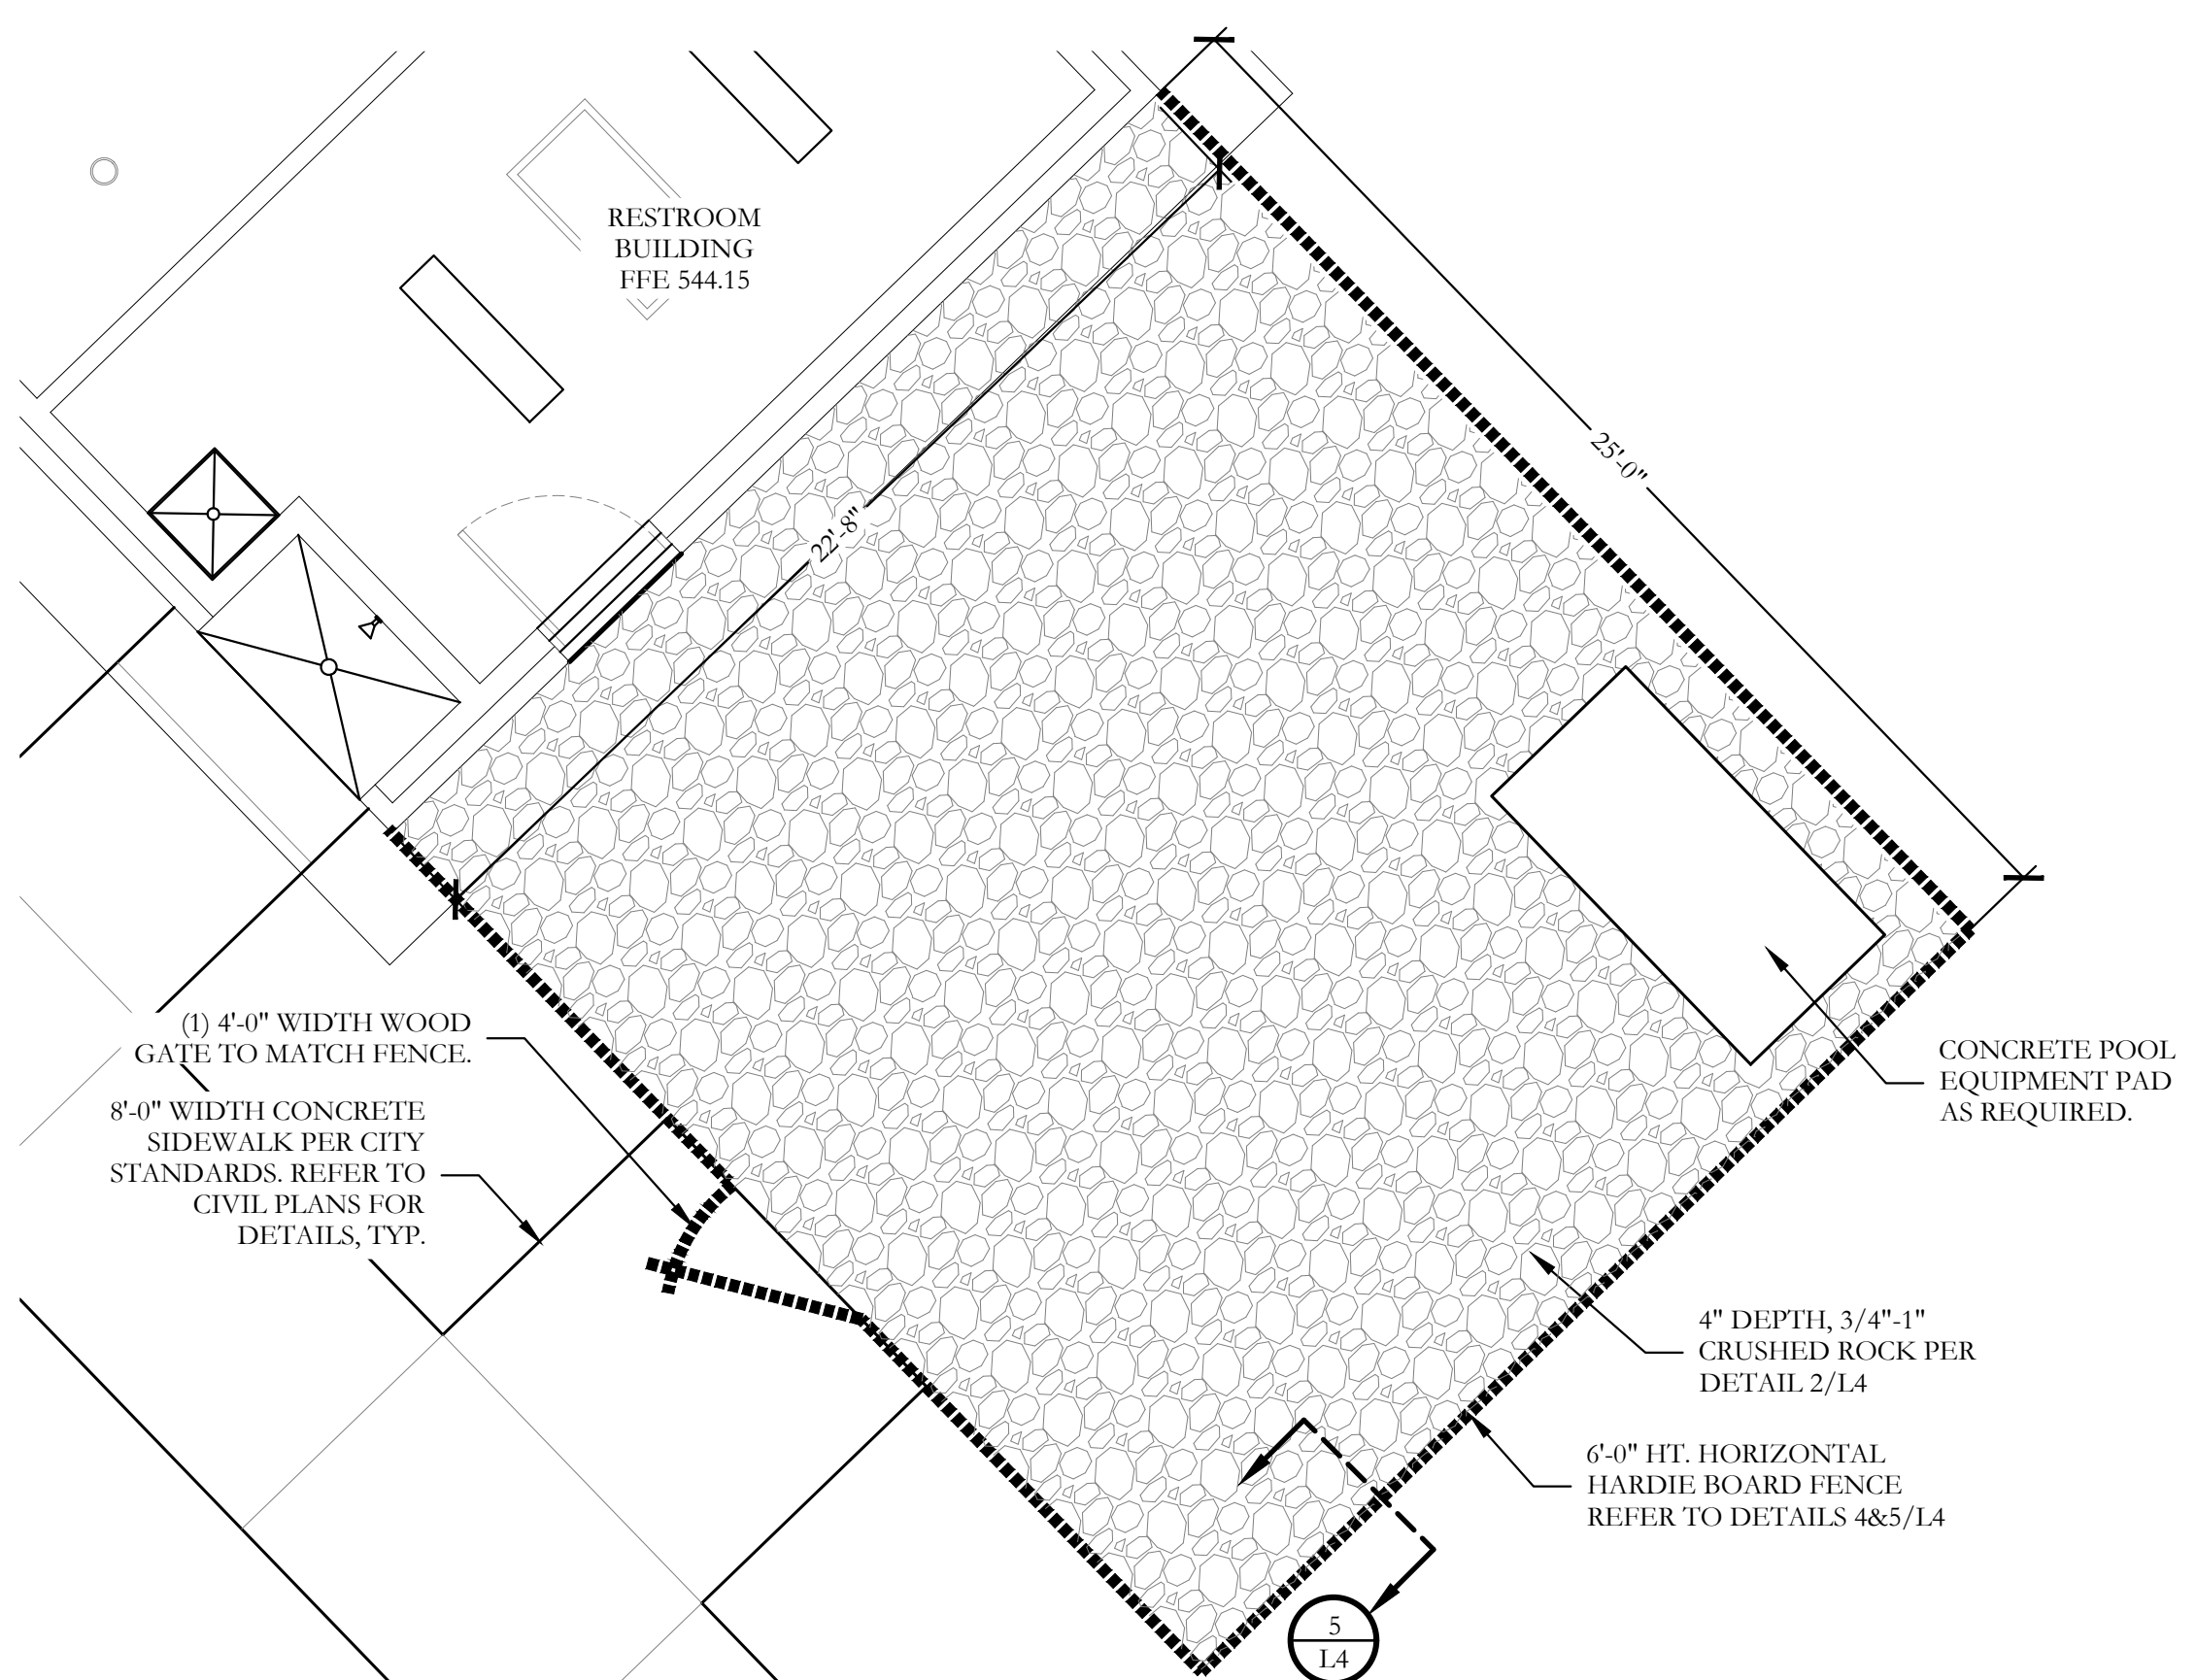 RESTROOM
BUILDING
FFE 544.15
25'-0"
22'-8"
(1) 4'-0" WIDTH WOOD
GATE TO MATCH FENCE.
8'-0" WIDTH CONCRETE
SIDEWALK PER CITY
STANDARDS. REFER TO
CIVIL PLANS FOR
DETAILS, TYP.
CONCRETE POOL
EQUIPMENT PAD
AS REQUIRED.
4" DEPTH, 3/4"-1"
CRUSHED ROCK PER
DETAIL 2/L4
6'-0" HT. HORIZONTAL
HARDIE BOARD FENCE
REFER TO DETAILS 4&5/L4
5
L4